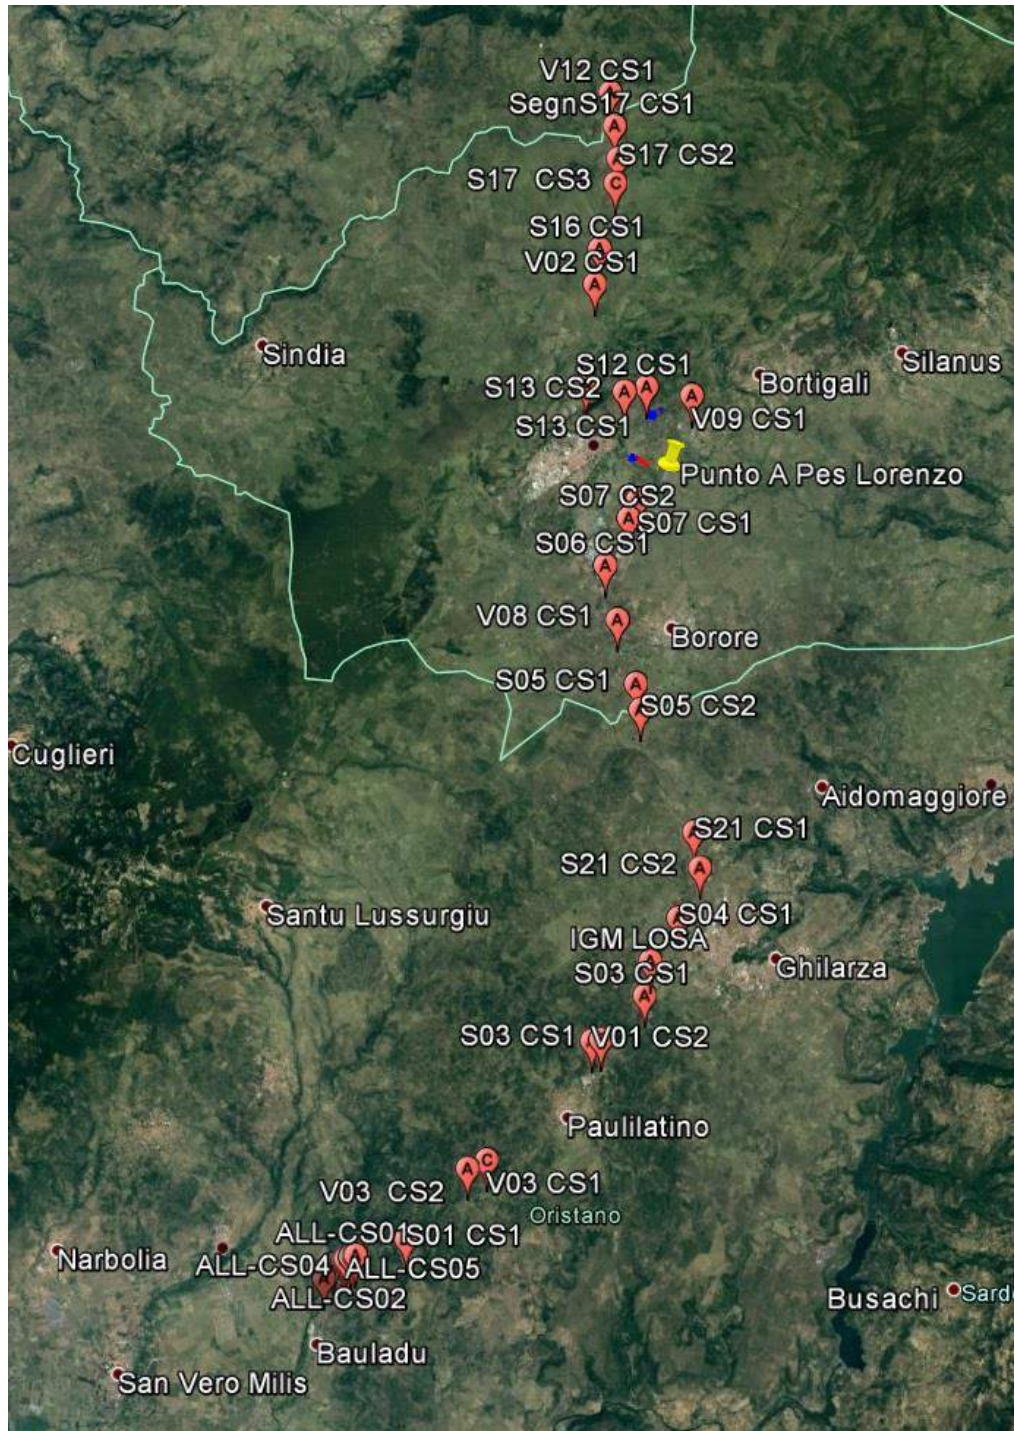 V12 CS1
SegnS17 CS1
A
S17 CS2
S17  CS3
C
S16 CS1
V02 CS1
A
Sindia
Silanus
S12 CS1
Bortigali
S13 CS2
A
A
A
V09 CS1
S13 CS1
Punto A Pes Lorenzo
S07 CS2
A
S07 CS1
S06 CS1
A
V08 CS1
A
Borore
S05 CS1
A
S05 CS2
Cuglieri
Aidomaggiore
S21 CS1
S21 CS2
A
Santu Lussurgiu
S04 CS1
IGM LOSA
Ghilarza
S03 CS1
A
S03 CS1
V01 CS2
Paulilatino
A
C
V03  CS2
V03 CS1
Oristano
ALL-CS01
S01 CS1
Narbolia
ALL-CS04
ALL-CS05
ALL-CS02
Busachi
Sard
Bauladu
San Vero Milis